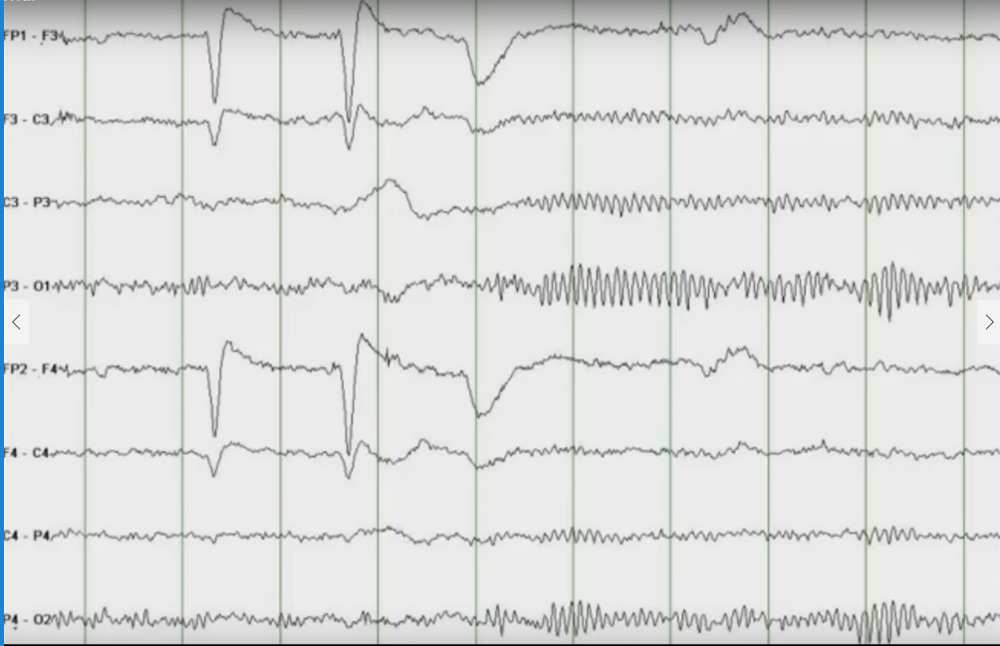 FP1 - F3
F3 - C3
C3 - P3
P3 - O1
FP2 - F4
F4 - C4
C4 - P4
P4 - O2